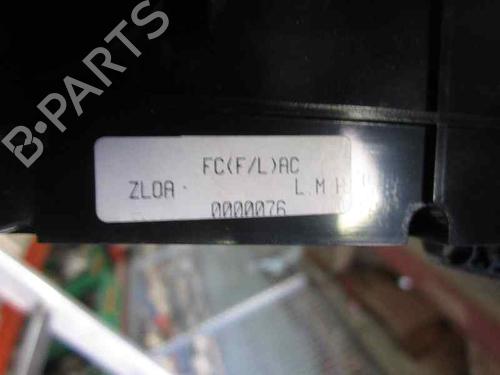 B-PARTS
FC(F/L)AC
ZLOA · L.M
0000076